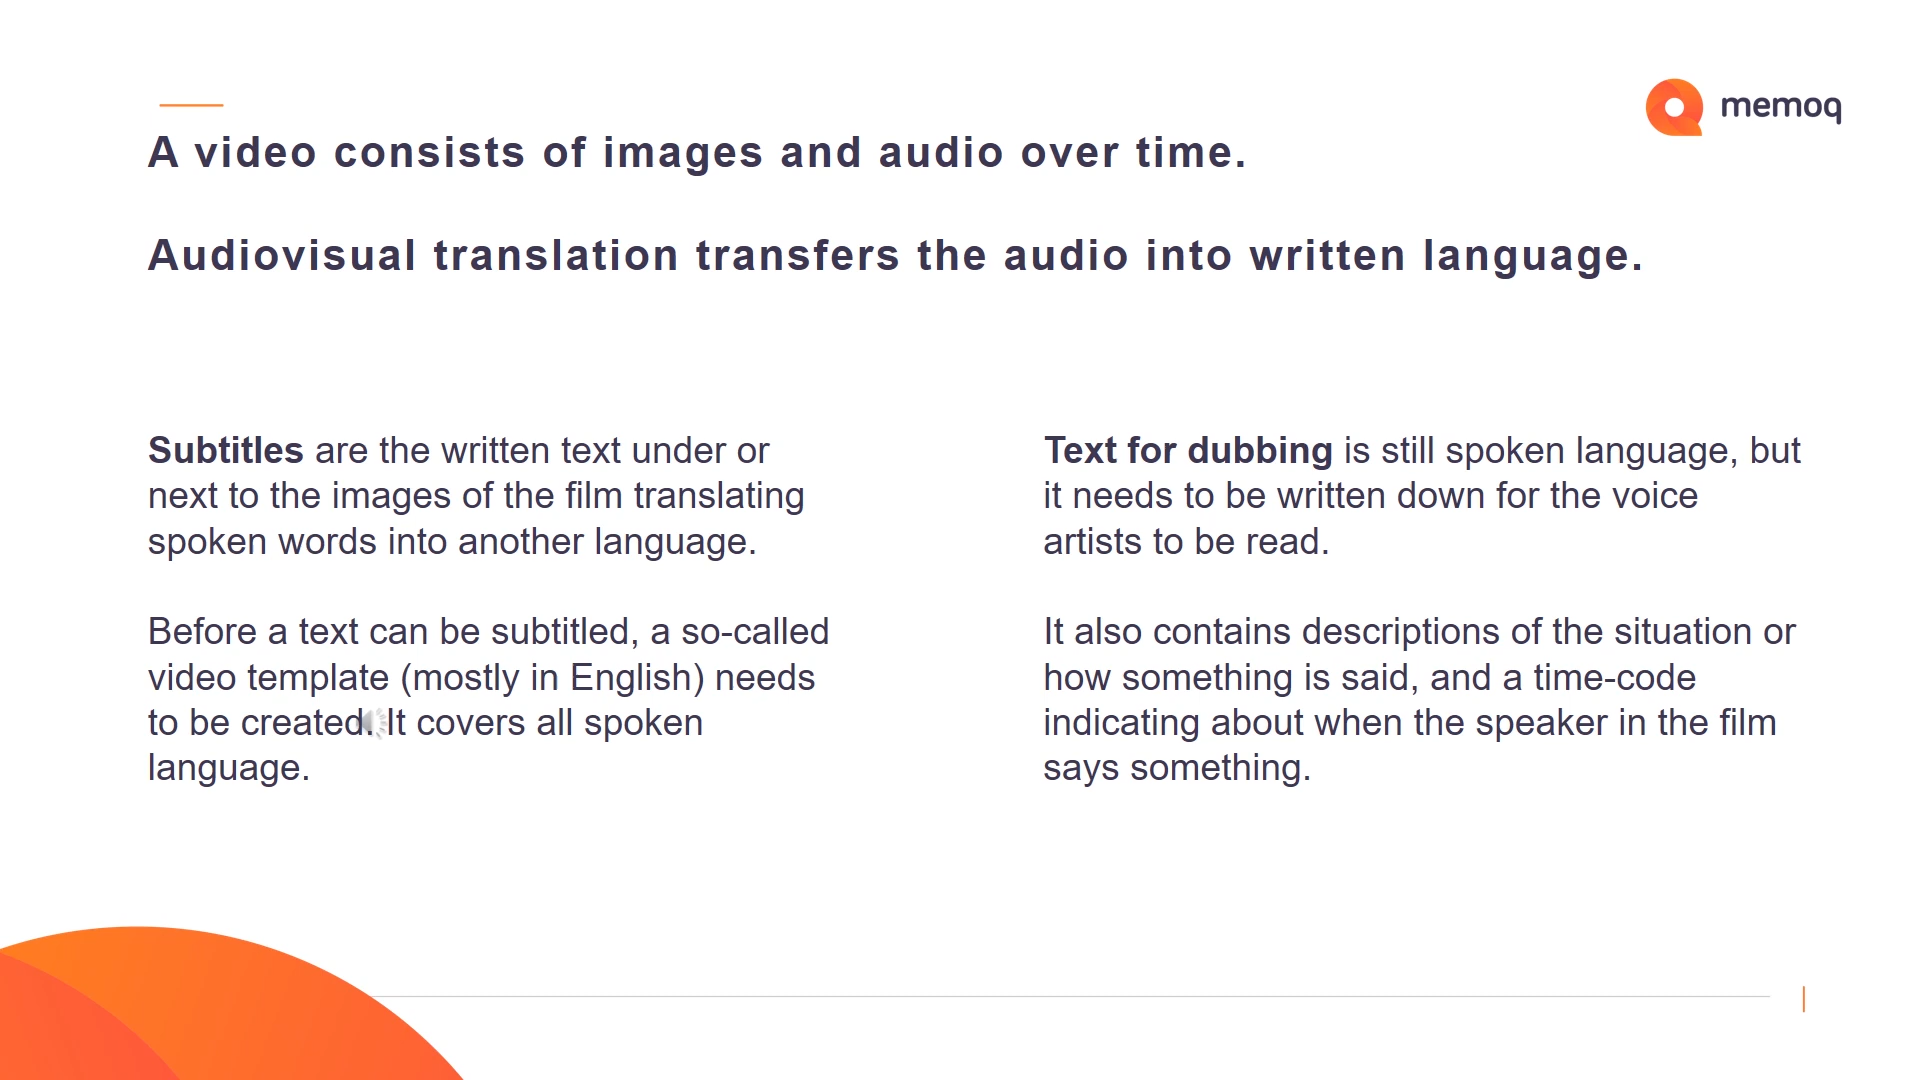 memoq
A video consists of images and audio over time.
Audiovisual translation transfers the audio into written language.
Subtitles are the written text under or
next to the images of the film translating
spoken words into another language.
Before a text can be subtitled, a so-called
video template (mostly in English) needs
to be created. It covers all spoken
language.
Text for dubbing is still spoken language, but
it needs to be written down for the voice
artists to be read.
It also contains descriptions of the situation or
how something is said, and a time-code
indicating about when the speaker in the film
says something.